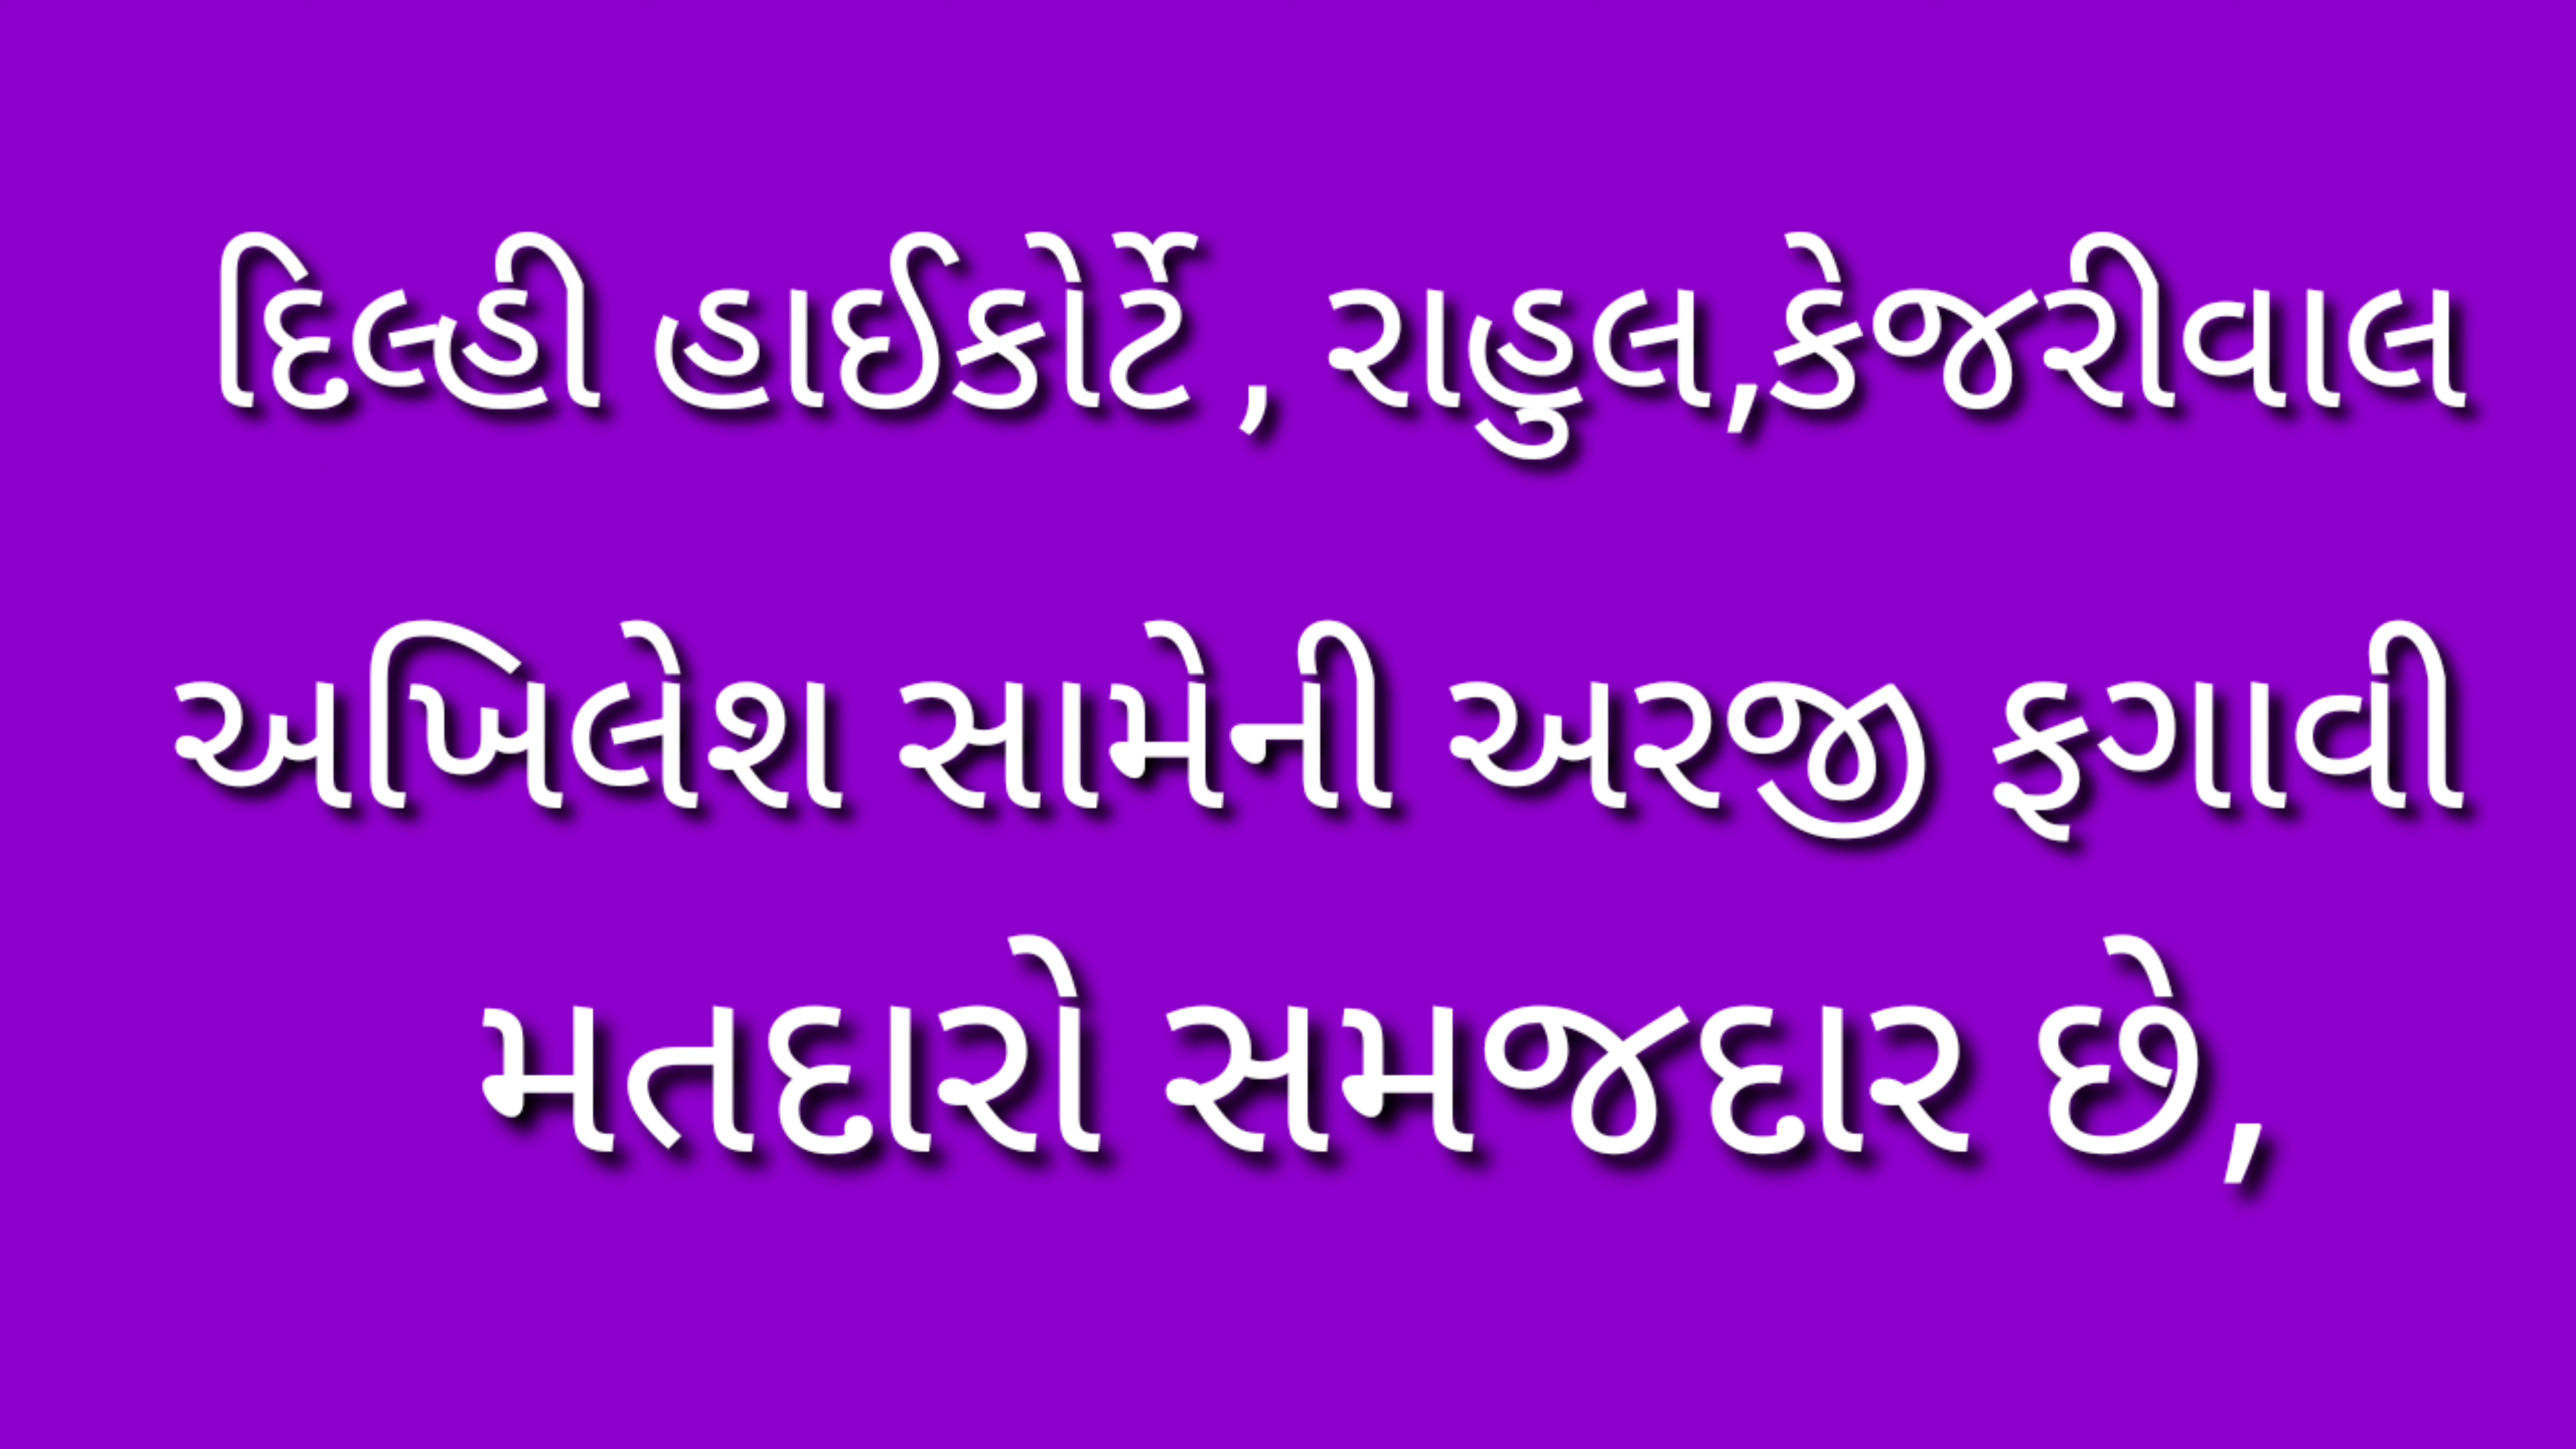 દિલ્હી હાઈકોર્ટે , રાહુલ,કેજરીવાલ
અખિલેશ સામેની અરજી ફગાવી
મતદારો સમજદાર છે,